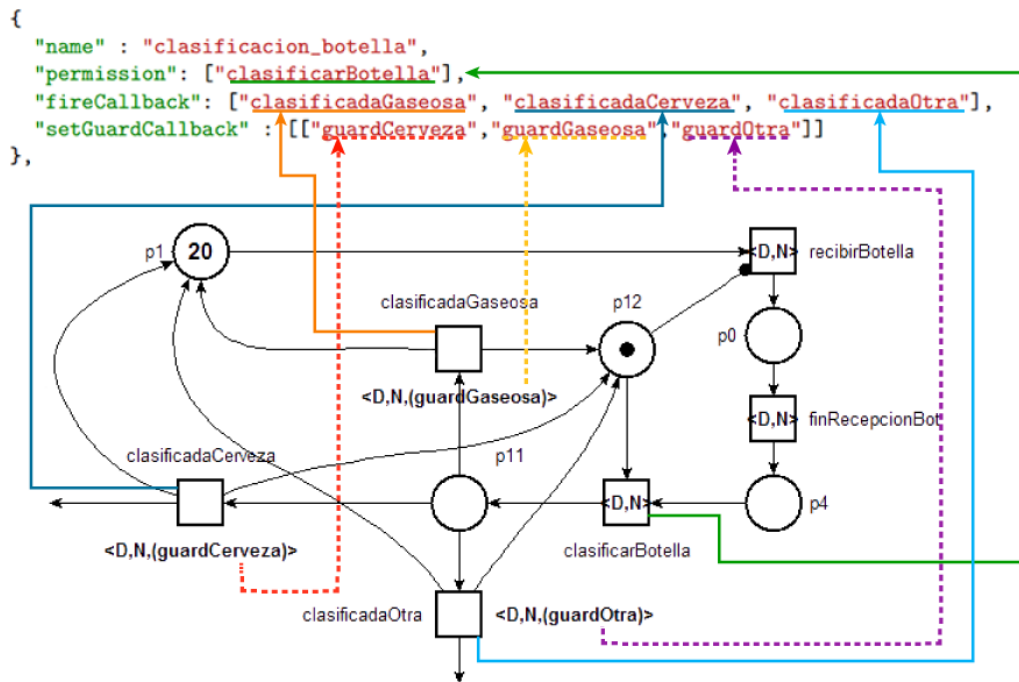 {
"name" : "clasificacion_botella",
"permission": ["clasificarBotella"],
"fireCallback": ["clasificadaGaseosa", "clasificadaCerveza", "clasificadaOtra"],
"setGuardCallback" : [["guardCerveza","guardGaseosa","guardOtra"]]
},
p1
20
<D,N>
recibirBotella
clasificadaGaseosa
p12
p0
<D,N,(guardGaseosa)>
<D,N>
finRecepcionBot
clasificadaCerveza
p11
<D,N>
p4
<D,N,(guardCerveza)>
clasificarBotella
clasificadaOtra
<D,N,(guardOtra)>